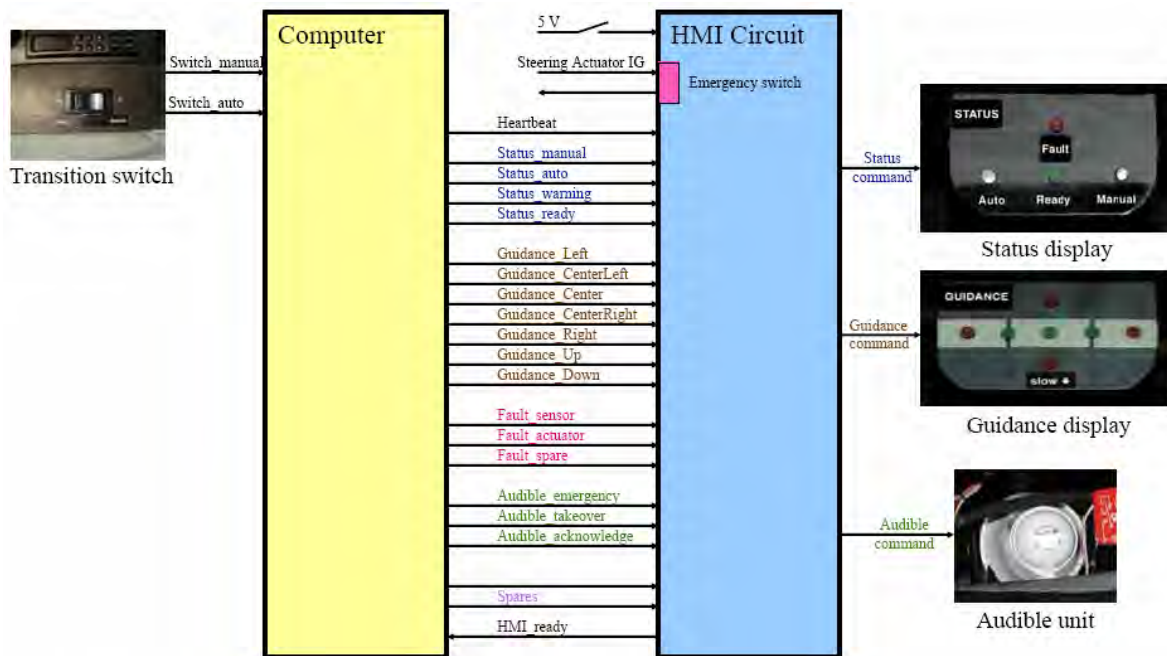 Computer
5 V
HMI Circuit
Switch_manual
Steering Actuator IG
Emergency switch
Switch_auto
Transition switch
Heartbeat
Status_manual
Status_auto
Status_warning
Status_ready
Status
command
STATUS
Fault
Auto
Ready
Manual
Status display
Guidance_Left
Guidance_CenterLeft
Guidance_Center
Guidance_CenterRight
Guidance_Right
Guidance_Up
Guidance_Down
Guidance
command
GUIDANCE
slow
Guidance display
Fault_sensor
Fault_actuator
Fault_spare
Audible_emergency
Audible_takeover
Audible_acknowledge
Audible
command
Audible unit
Spares
HMI_ready